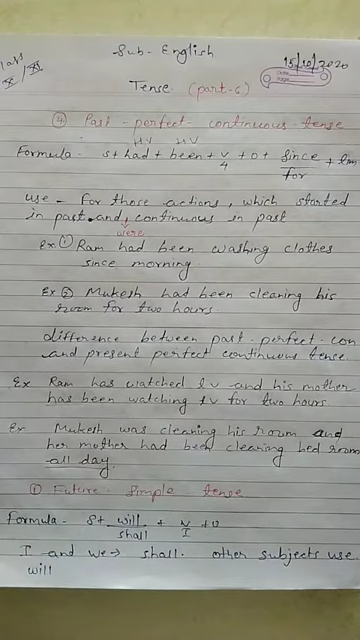 Sub- English
Class
X / XI
15/10/2020
Date
Page
Tense (part-6)
④ Past-perfect continuous tense
HV HV
Formula- S+had+been+V4+O+ since/for + time
use - for those actions, which started
in past and, continuous in past
were
Ex ① Ram had been washing clothes
since morning
Ex ② Mukesh had been cleaning his
room for two hours.
difference between past-perfect-con
and present perfect continuous tense.
Ex Ram has watched tv and his mother
has been watching tv for two hours
Ex Mukesh was cleaning his room and
her mother had been cleaning bed room
all day.
① Future Simple tense
Formula- S+ will/shall + VI +O
I and we⇒ shall. other subjects use
will